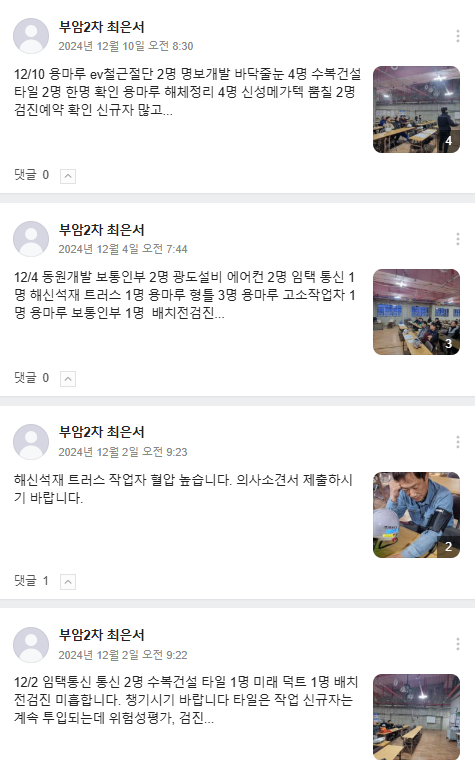 부암2차 최은서
2024년 12월 10일 오전 8:30
12/10 용마루 ev철근절단 2명 명보개발 바닥줄눈 4명 수복건설
타일 2명 한명 확인 용마루 해체정리 4명 신성메가텍 뿜칠 2명
검진예약 확인 신규자 많고...
4
댓글 0
부암2차 최은서
2024년 12월 4일 오전 7:44
12/4 동원개발 보통인부 2명 광도설비 에어컨 2명 임택 통신 1
명 해신석재 트러스 1명 용마루 형틀 3명 용마루 고소작업차 1
명 용마루 보통인부 1명 배치전검진...
3
댓글 0
부암2차 최은서
2024년 12월 2일 오전 9:23
해신석재 트러스 작업자 혈압 높습니다. 의사소견서 제출하시
기 바랍니다.
2
댓글 1
부암2차 최은서
2024년 12월 2일 오전 9:22
12/2 임택통신 통신 2명 수복건설 타일 1명 미래 덕트 1명 배치
전검진 미흡합니다. 챙기시기 바랍니다 타일은 작업 신규자는
계속 투입되는데 위험성평가, 검진...